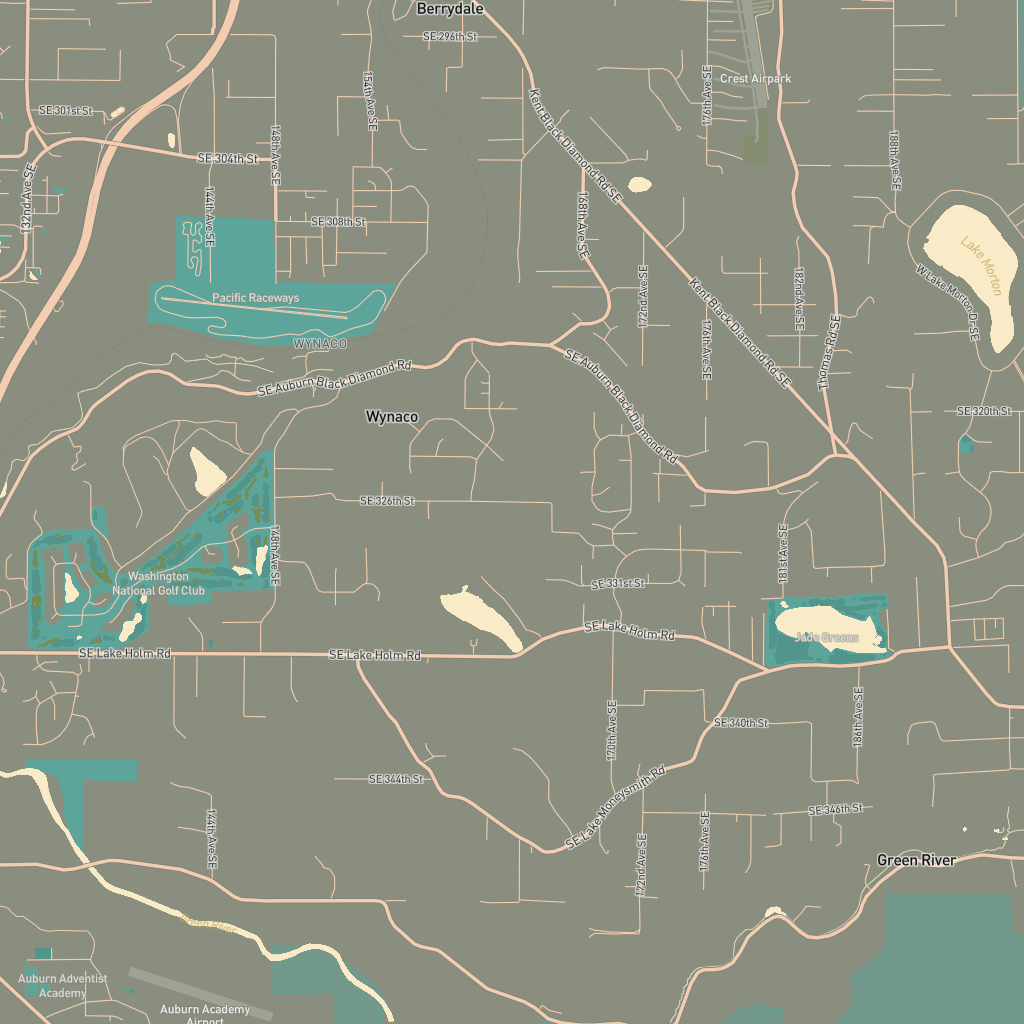 Berrydale
SE 296th St
Crest Airpark
154th Ave SE
176th Ave SE
SE 301st St
Kent Black Diamond Rd SE
148th Ave SE
188th Ave SE
SE 304th St
132nd Ave SE
144th Ave SE
168th Ave SE
SE 308th St
Lake Morton
W Lake Morton Dr SE
172nd Ave SE
182nd Ave SE
Pacific Raceways
Kent Black Diamond Rd SE
WYNACO
176th Ave SE
Thomas Rd SE
SE Auburn Black Diamond Rd
SE Auburn Black Diamond Rd
Wynaco
SE 320th St
SE 326th St
148th Ave SE
181st Ave SE
Washington
National Golf Club
SE 331st St
SE Lake Holm Rd
Jade Greens
SE Lake Holm Rd
SE Lake Holm Rd
170th Ave SE
186th Ave SE
SE 340th St
SE 344th St
SE Lake Moneysmith Rd
SE 346th St
144th Ave SE
172nd Ave SE
176th Ave SE
Green River
Green River
Auburn Adventist
Academy
Auburn Academy
Airport